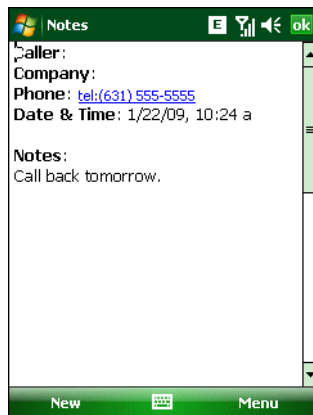 Notes
E
ok
Caller:
Company:
Phone: tel:(631) 555-5555
Date & Time: 1/22/09, 10:24 a
Notes:
Call back tomorrow.
New
Menu